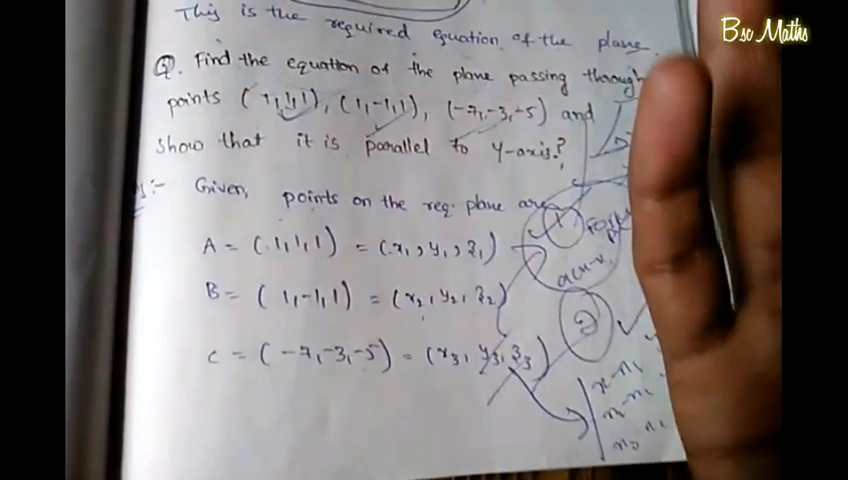 Bsc Maths
This is the required equation of the plane.
Q. Find the equation of the plane passing through
points (1,1,1), (1,-1,1), (-7,-3,-5) and
show that it is parallel to y-axis.?
:- Given, points on the req. plane are
A = (1,1,1) = (x₁, y₁, z₁)
B = (1,-1,1) = (x₂, y₂, z₂)
C = (-7,-3,-5) = (x₃, y₃, z₃)
1
2